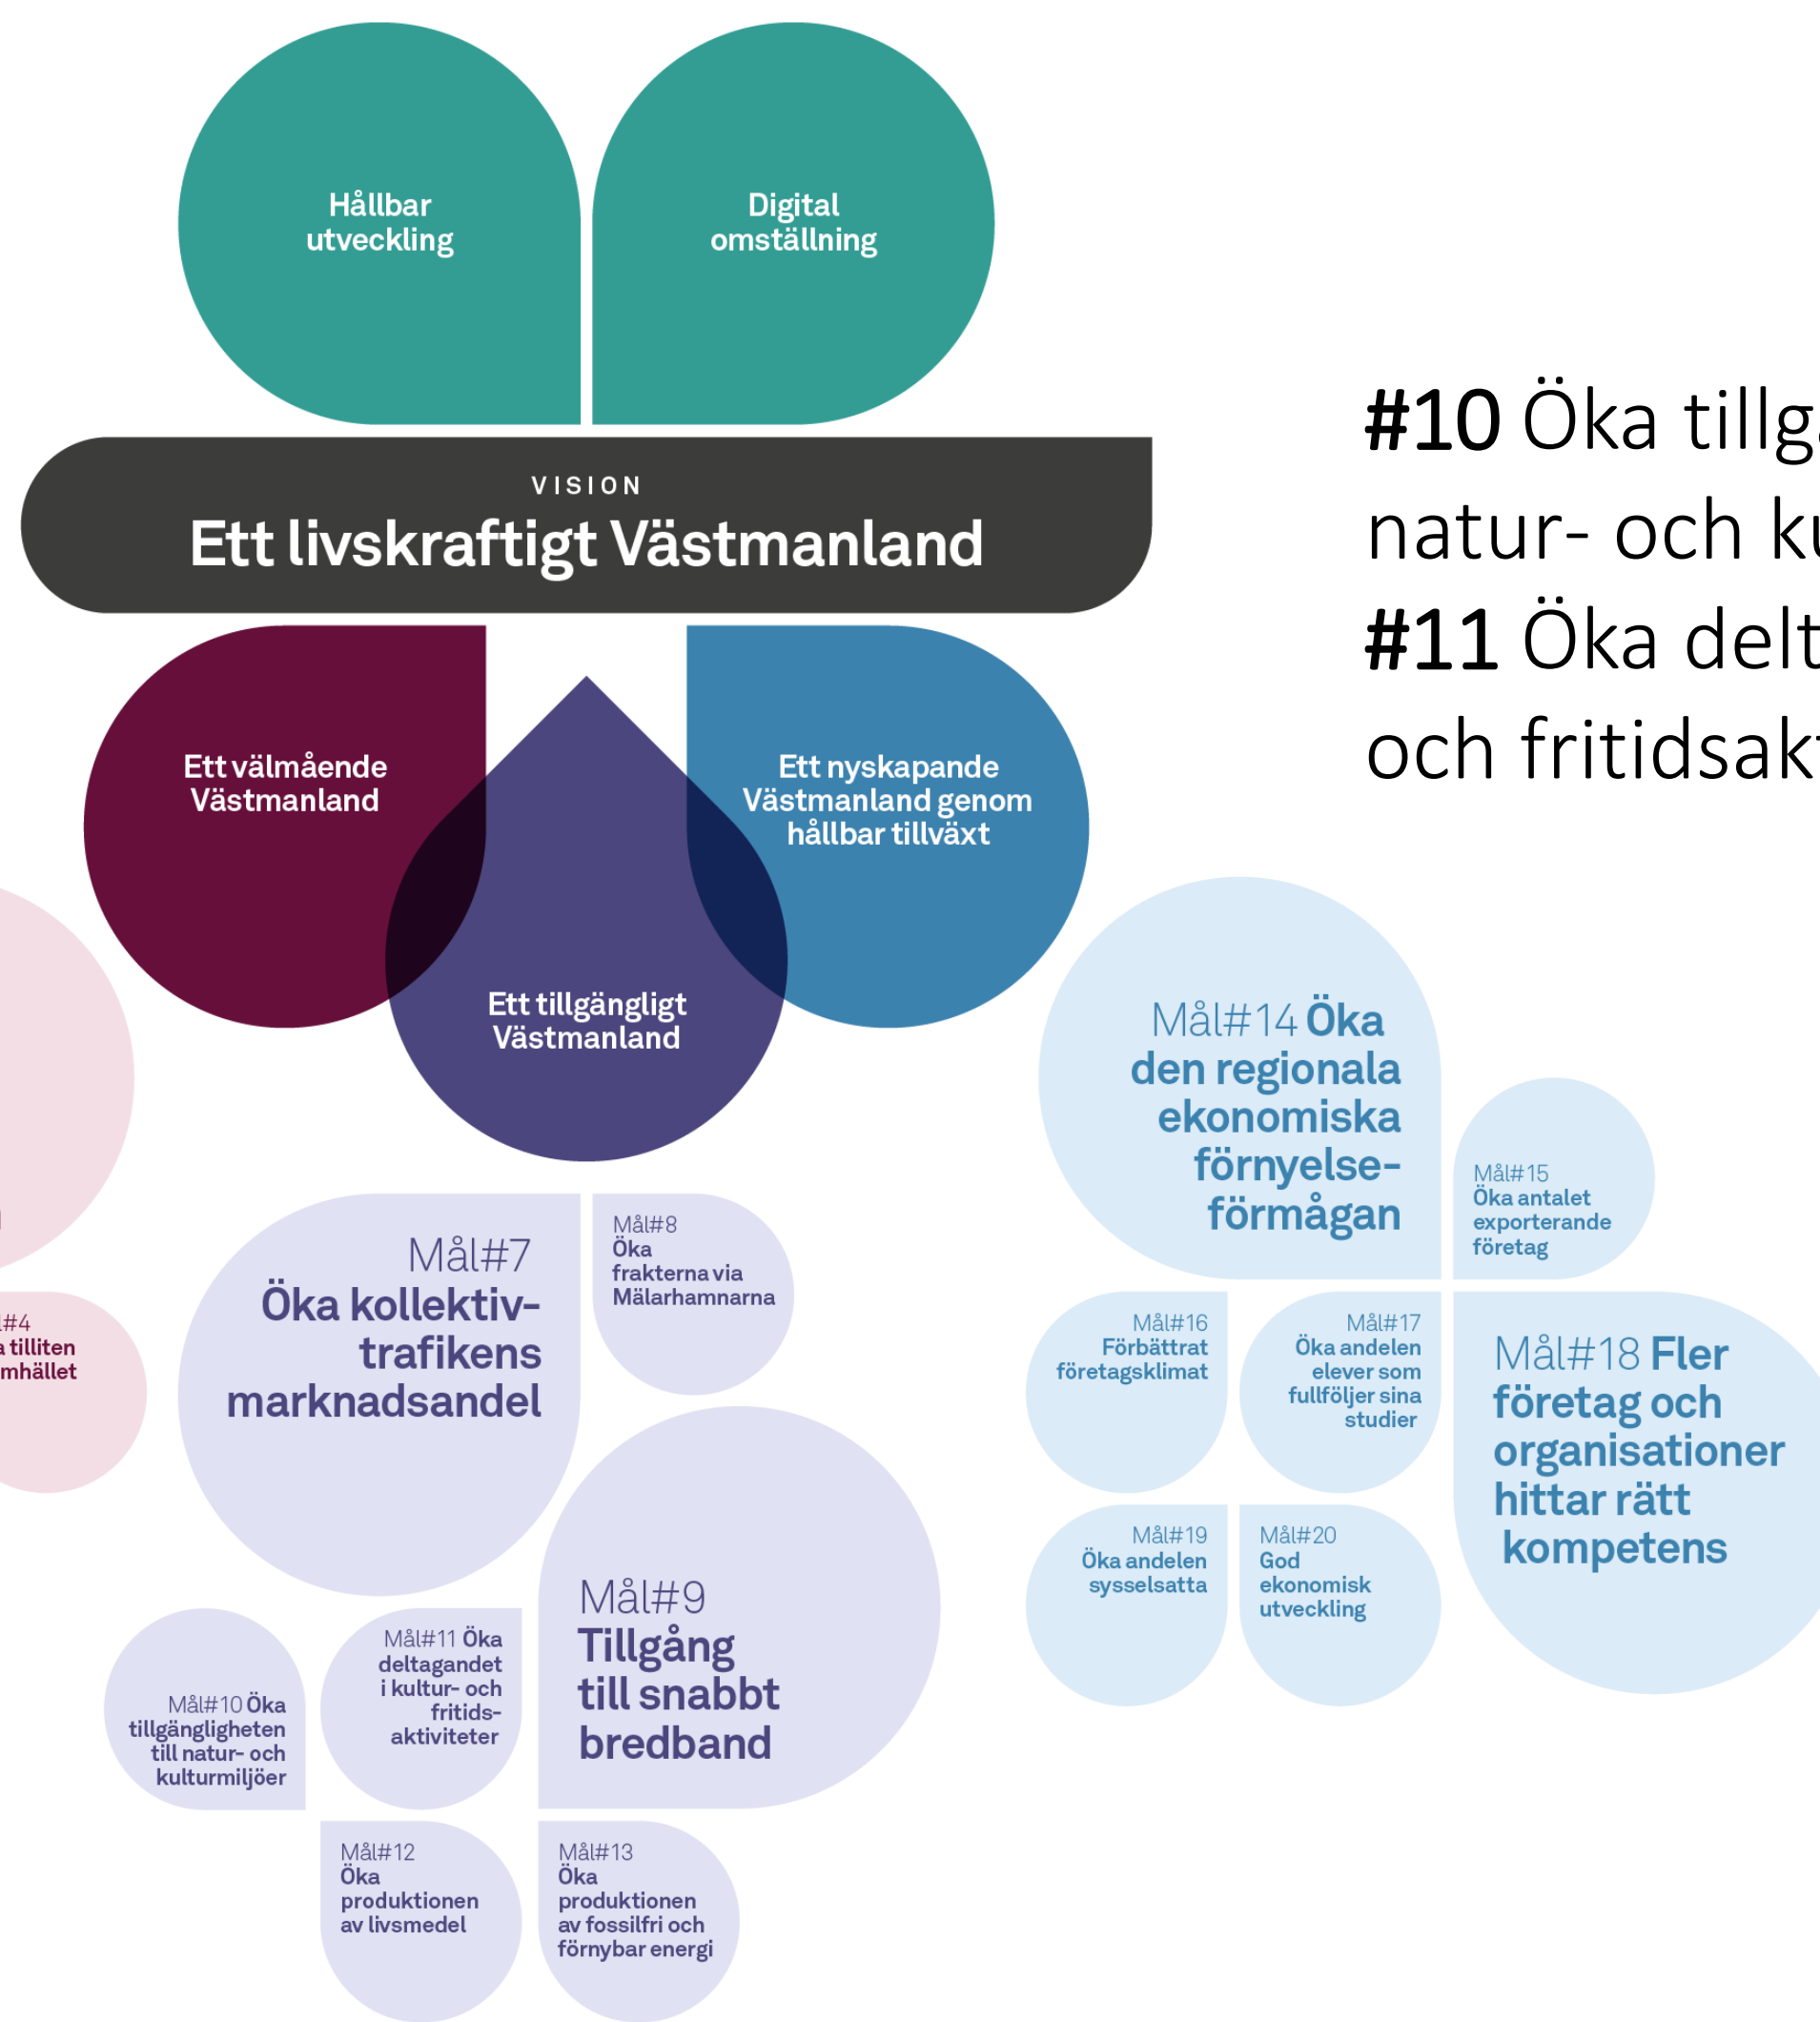 Hållbar
utveckling
Digital
omställning
VISION
Ett livskraftigt Västmanland
Ett välmående
Västmanland
Ett tillgängligt
Västmanland
Ett nyskapande
Västmanland genom
hållbar tillväxt
#10 Öka
natur- och
#11 Öka
och
#4
tilliten
Mål#7
Öka kollektiv-
trafikens
marknadsandel
Mål#8
Öka
frakterna via
Mälarhamnarna
Mål#9
Tillgång
till snabbt
bredband
Mål#10 Öka
tillgängligheten
till natur- och
kulturmiljöer
Mål#11 Öka
deltagandet
i kultur- och
fritids-
aktiviteter
Mål#12
Öka
produktionen
av livsmedel
Mål#13
Öka
produktionen
av fossilfri och
förnybar energi
Mål#14 Öka
den regionala
ekonomiska
förnyelse-
förmågan
Mål#15
Öka antalet
exporterande
företag
Mål#16
Förbättrat
företagsklimat
Mål#17
Öka andelen
elever som
fullföljer sina
studier
Mål#18 Fler
företag och
organisationer
hittar rätt
kompetens
Mål#19
Öka andelen
sysselsatta
Mål#20
God
ekonomisk
utveckling